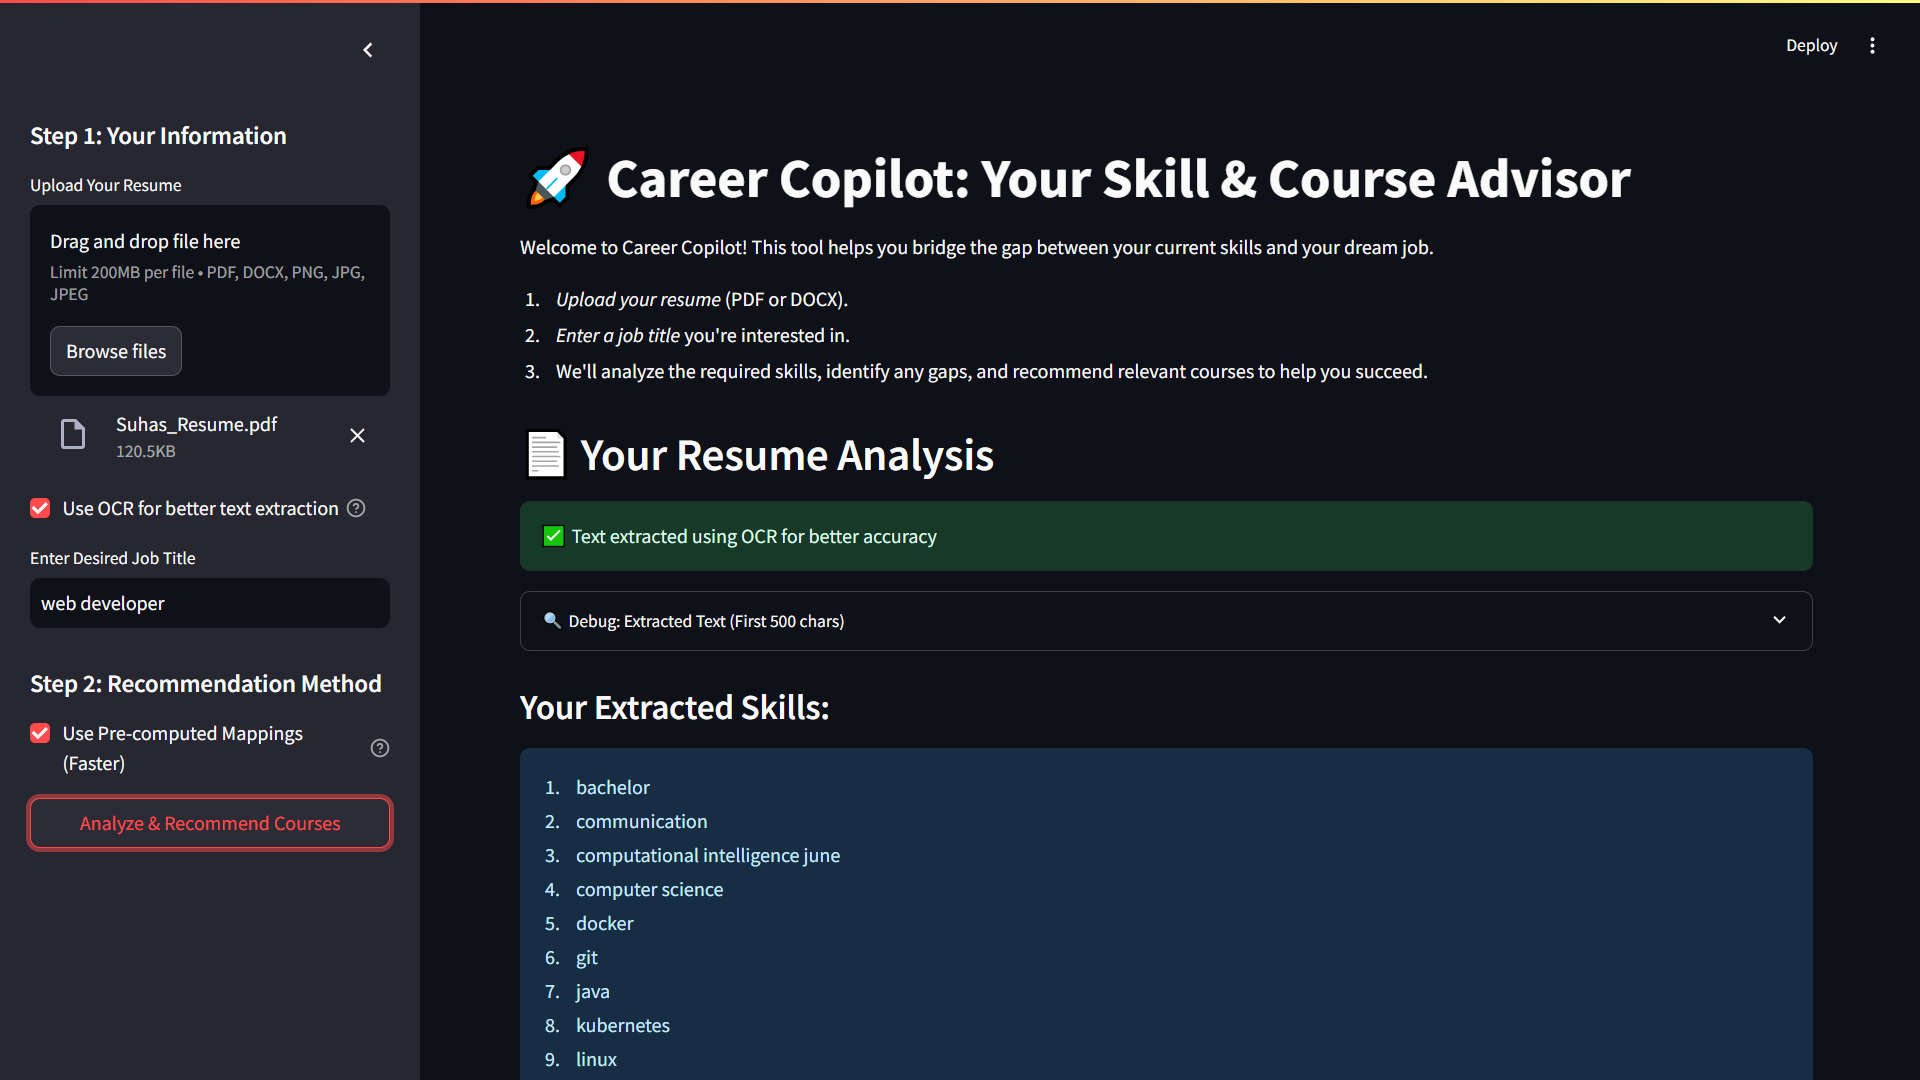 Deploy
Step 1: Your Information
Upload Your Resume
Drag and drop file here
Limit 200MB per file • PDF, DOCX, PNG, JPG,
JPEG
Browse files
Suhas_Resume.pdf
120.5KB
Use OCR for better text extraction
Enter Desired Job Title
web developer
Step 2: Recommendation Method
Use Pre-computed Mappings
(Faster)
Analyze & Recommend Courses
🚀 Career Copilot: Your Skill & Course Advisor
Welcome to Career Copilot! This tool helps you bridge the gap between your current skills and your dream job.
1. Upload your resume (PDF or DOCX).
2. Enter a job title you're interested in.
3. We'll analyze the required skills, identify any gaps, and recommend relevant courses to help you succeed.
📄 Your Resume Analysis
✅ Text extracted using OCR for better accuracy
🔍 Debug: Extracted Text (First 500 chars)
Your Extracted Skills:
1. bachelor
2. communication
3. computational intelligence june
4. computer science
5. docker
6. git
7. java
8. kubernetes
9. linux